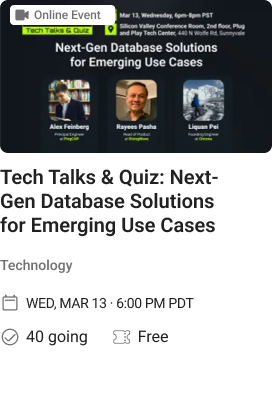 Online Event
Mar 13, Wednesday, 6pm-8pm PST
Tech Talks & Quiz
Silicon Valley Conference Room, 2nd floor, Plug
and Play Tech Center, 440 N Wolfe Rd, Sunnyvale
Next-Gen Database Solutions
for Emerging Use Cases
Alex Feinberg
Rayees Pasha
Liquan Pei
Principal Engineer
Head of Product
Founding Engineer
at PingCAP
at RisingWave
Tech Talks & Quiz: Next-
Gen Database Solutions
for Emerging Use Cases
Technology
WED, MAR 13 · 6:00 PM PDT
40 going
Free